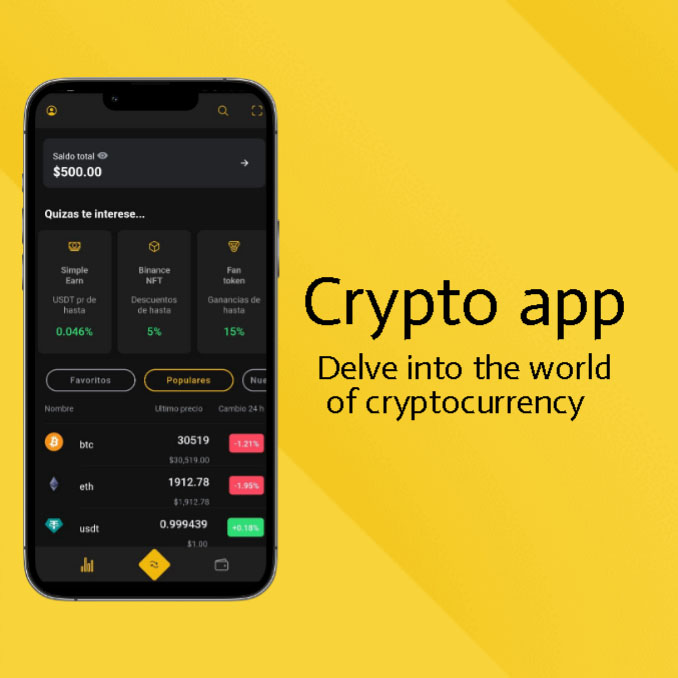 Saldo total
$500.00
Quizas te interese...
Simple
Earn
USDT pr de
hasta
0.046%
Binance
NFT
Descuentos
de hasta
5%
Fan
token
Ganancias de
hasta
15%
Favoritos
Populares
Nue
Nombre
Ultimo precio
Cambio 24 h
btc
30519
-1.21%
$30,519.00
eth
1912.78
-1.95%
$1,912.78
usdt
0.999439
+0.18%
$1.00
Crypto app
Delve into the world
of cryptocurrency